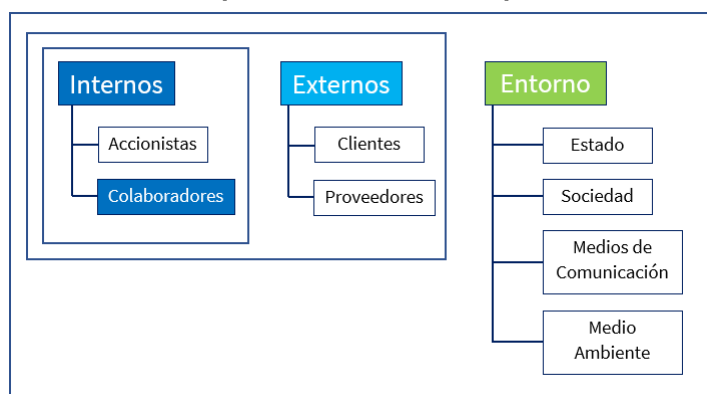 Internos
Accionistas
Colaboradores
Externos
Clientes
Proveedores
Entorno
Estado
Sociedad
Medios de
Comunicación
Medio
Ambiente